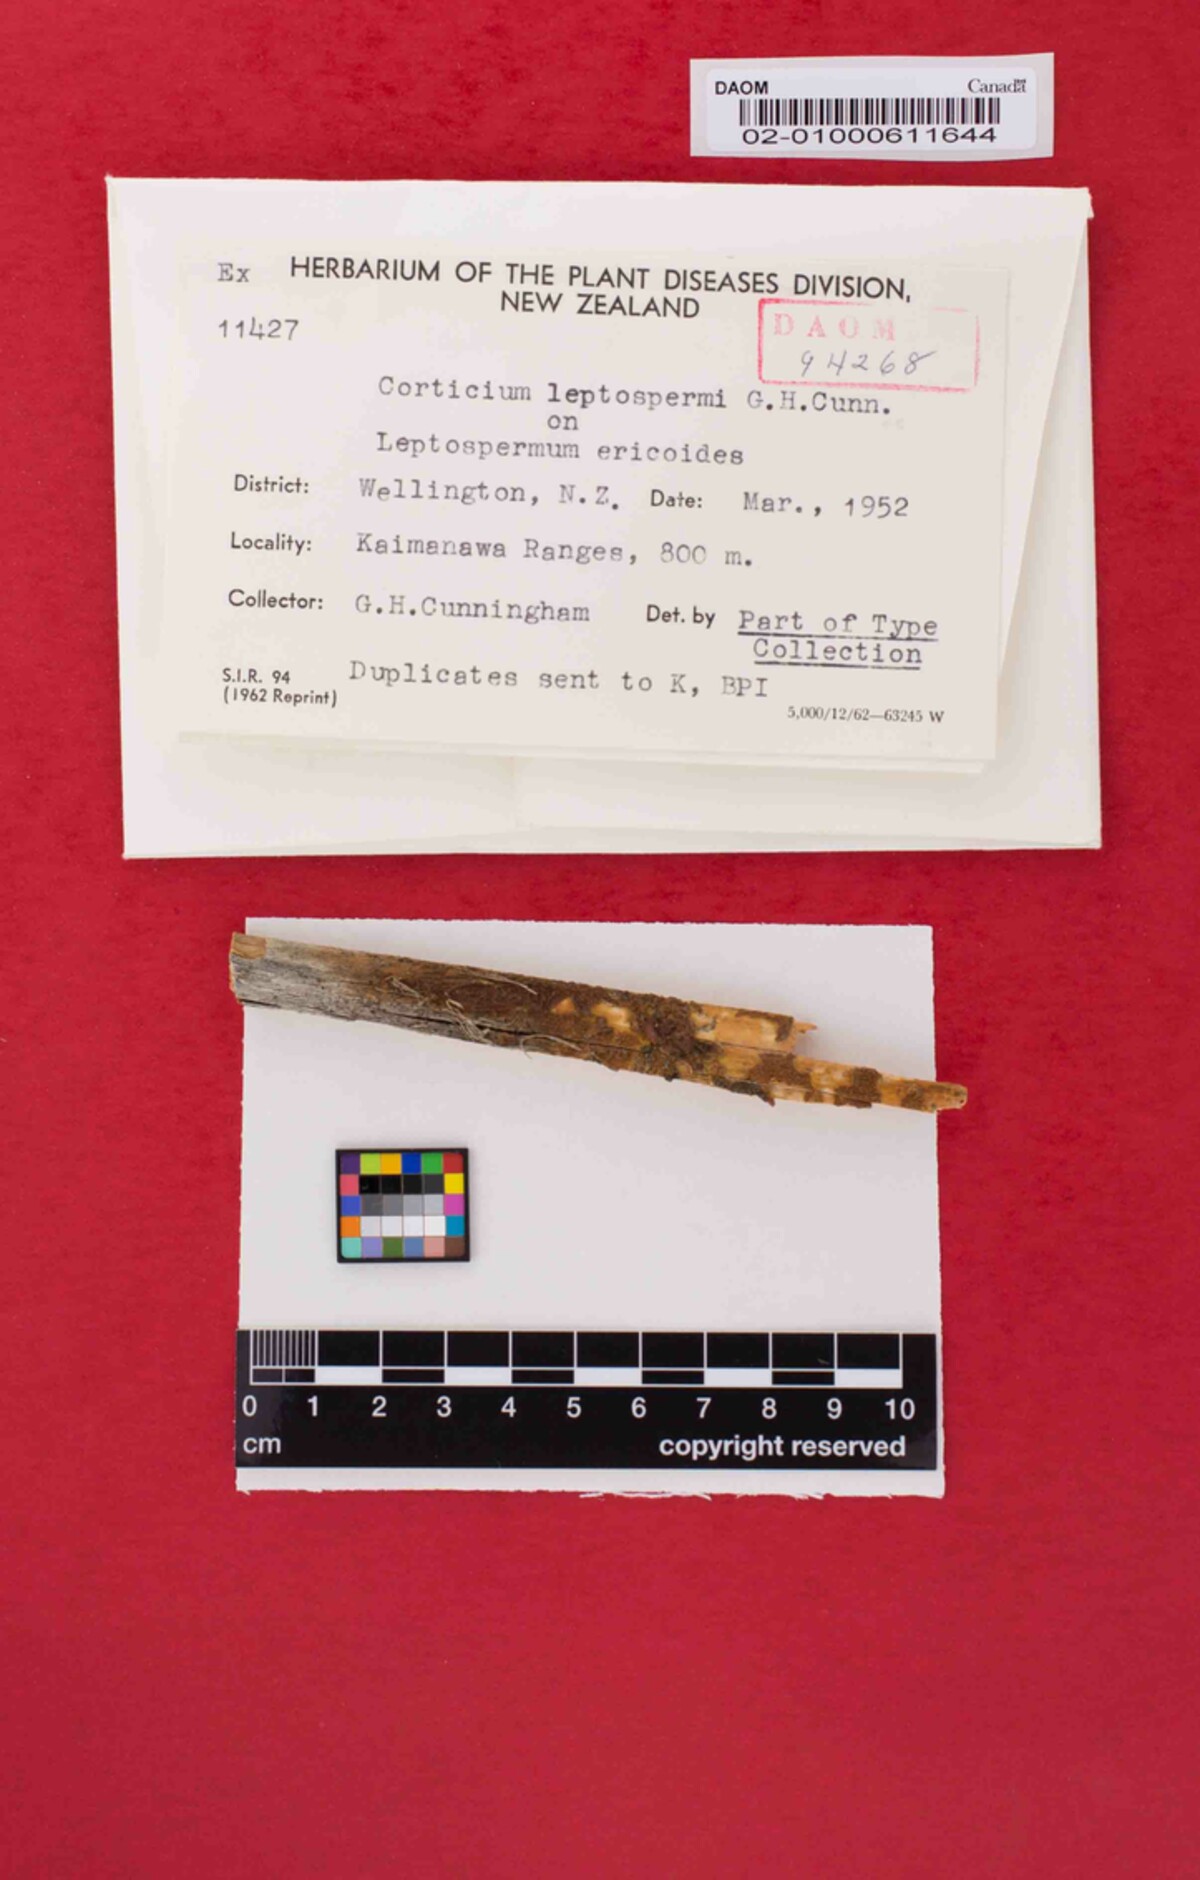 DAOM Canada
02-01000611644
Ex HERBARIUM OF THE PLANT DISEASES DIVISION,
NEW ZEALAND
11427
DAOM
94268
Corticium leptospermi G.H.Cunn.
on
Leptospermum ericoides
District: Wellington, N.Z. Date: Mar., 1952
Locality: Kaimanawa Ranges, 800 m.
Collector: G.H.Cunningham Det. by Part of Type
Collection
S.I.R. 94 Duplicates sent to K, BPI
(1962 Reprint)
5,000/12/62—63245 W
0 1 2 3 4 5 6 7 8 9 10
cm copyright reserved